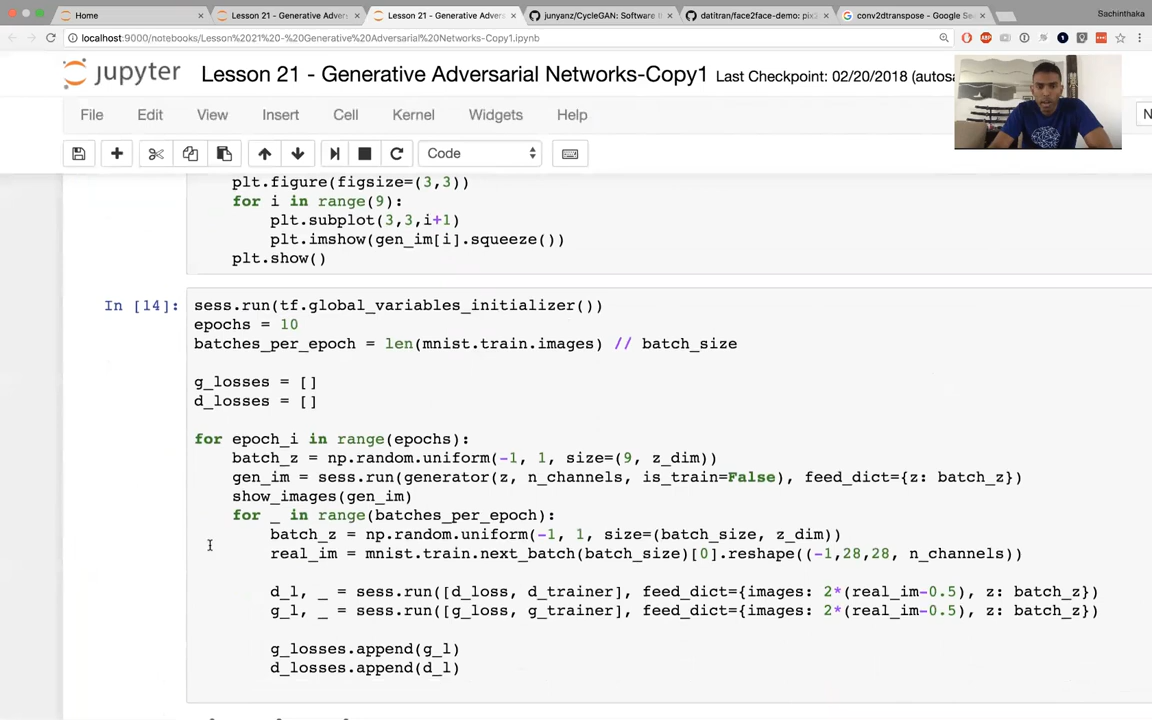 Home
Lesson 21 - Generative Advers
Lesson 21 - Generative Advers
junyanz/CycleGAN: Software
datitran/face2face-demo: pix2
conv2dtranspose - Google Se
Sachinthaka
localhost:9000/notebooks/Lesson%2021%20-%20Generative%20Adversarial%20Networks-Copy1.ipynb
jupyter Lesson 21 - Generative Adversarial Networks-Copy1 Last Checkpoint: 02/20/2018 (autosa
File Edit View Insert Cell Kernel Widgets Help
N
Code
plt.figure(figsize=(3,3))
for i in range(9):
plt.subplot(3,3,i+1)
plt.imshow(gen_im[i].squeeze())
plt.show()
In [14]: sess.run(tf.global_variables_initializer())
epochs = 10
batches_per_epoch = len(mnist.train.images) // batch_size
g_losses = []
d_losses = []
for epoch_i in range(epochs):
batch_z = np.random.uniform(-1, 1, size=(9, z_dim))
gen_im = sess.run(generator(z, n_channels, is_train=False), feed_dict={z: batch_z})
show_images(gen_im)
for _ in range(batches_per_epoch):
batch_z = np.random.uniform(-1, 1, size=(batch_size, z_dim))
real_im = mnist.train.next_batch(batch_size)[0].reshape((-1,28,28, n_channels))
d_l, _ = sess.run([d_loss, d_trainer], feed_dict={images: 2*(real_im-0.5), z: batch_z})
g_l, _ = sess.run([g_loss, g_trainer], feed_dict={images: 2*(real_im-0.5), z: batch_z})
g_losses.append(g_l)
d_losses.append(d_l)